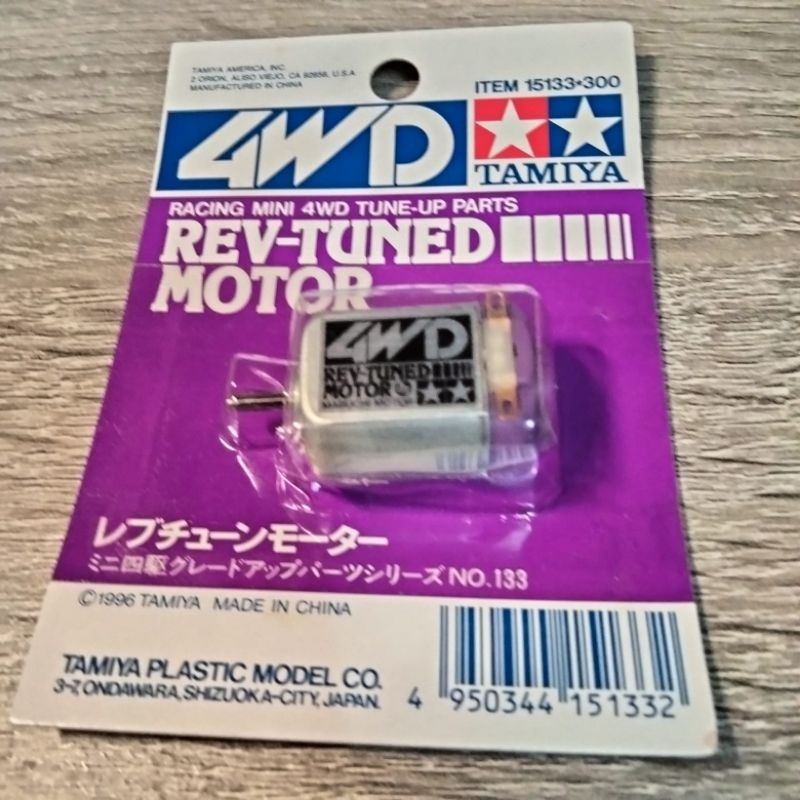 TAMIYA AMERICA, INC.
2 ORION, ALISO VIEJO, CA 92656, U.S.A
MANUFACTURED IN CHINA
ITEM 15133*300
4WD
TAMIYA
RACING MINI 4WD TUNE-UP PARTS
REV-TUNED
MOTOR
4WD
REV-TUNED
MOTOR
MABUCHI MOTOR
レブチューンモーター
ミニ四駆グレードアップパーツシリーズ NO.133
©1996 TAMIYA MADE IN CHINA
TAMIYA PLASTIC MODEL CO.
3-7, ONDAWARA, SHIZUOKA-CITY, JAPAN.
4 950344 151332